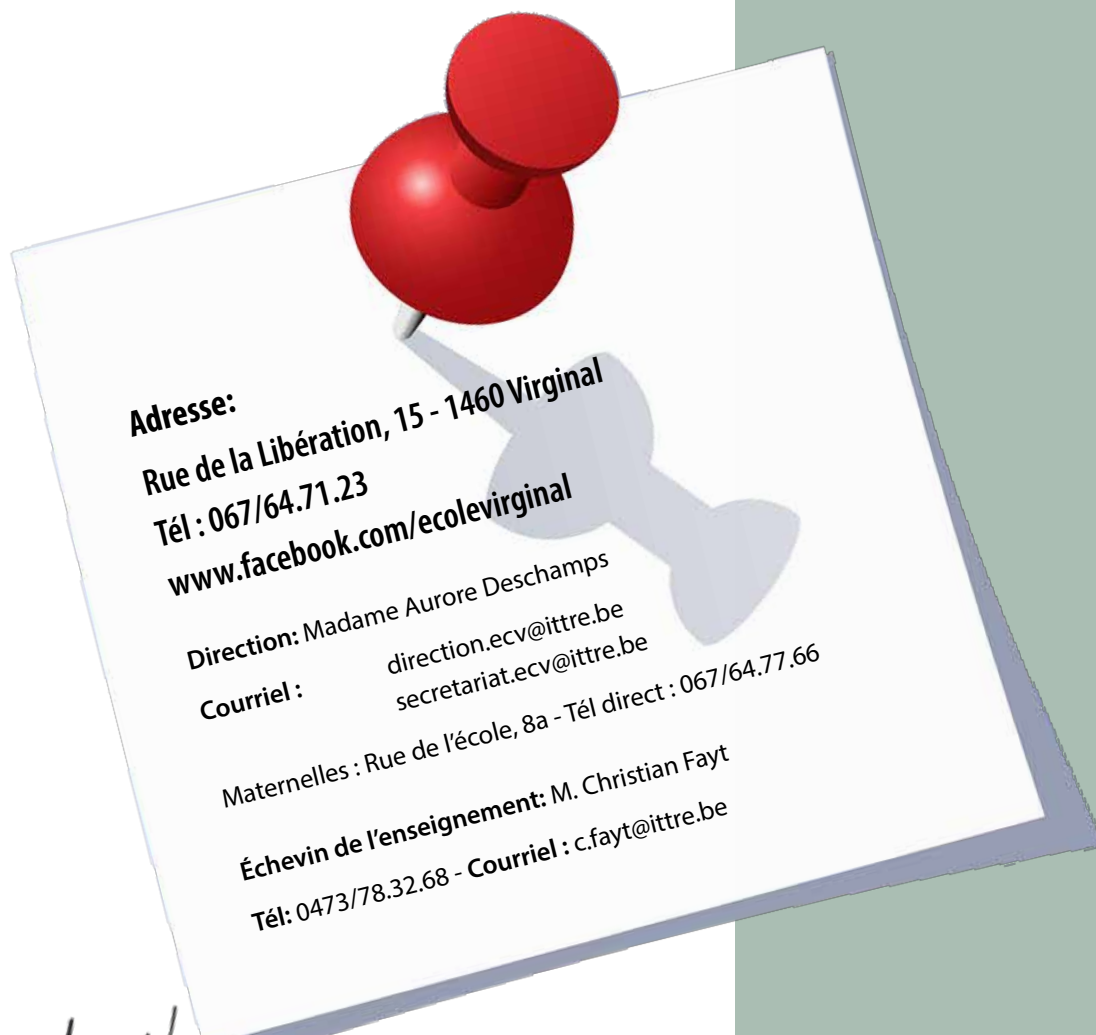 Adresse:
Rue de la Libération, 15 - 1460 Virginal
Tél : 067/64.71.23
www.facebook.com/ecolevirginal
Direction: Madame Aurore Deschamps
Courriel : direction.ecv@ittre.be
secretariat.ecv@ittre.be
Maternelles : Rue de l'école, 8a - Tél direct : 067/64.77.66
Échevin de l'enseignement: M. Christian Fayt
Tél: 0473/78.32.68 - Courriel : c.fayt@ittre.be